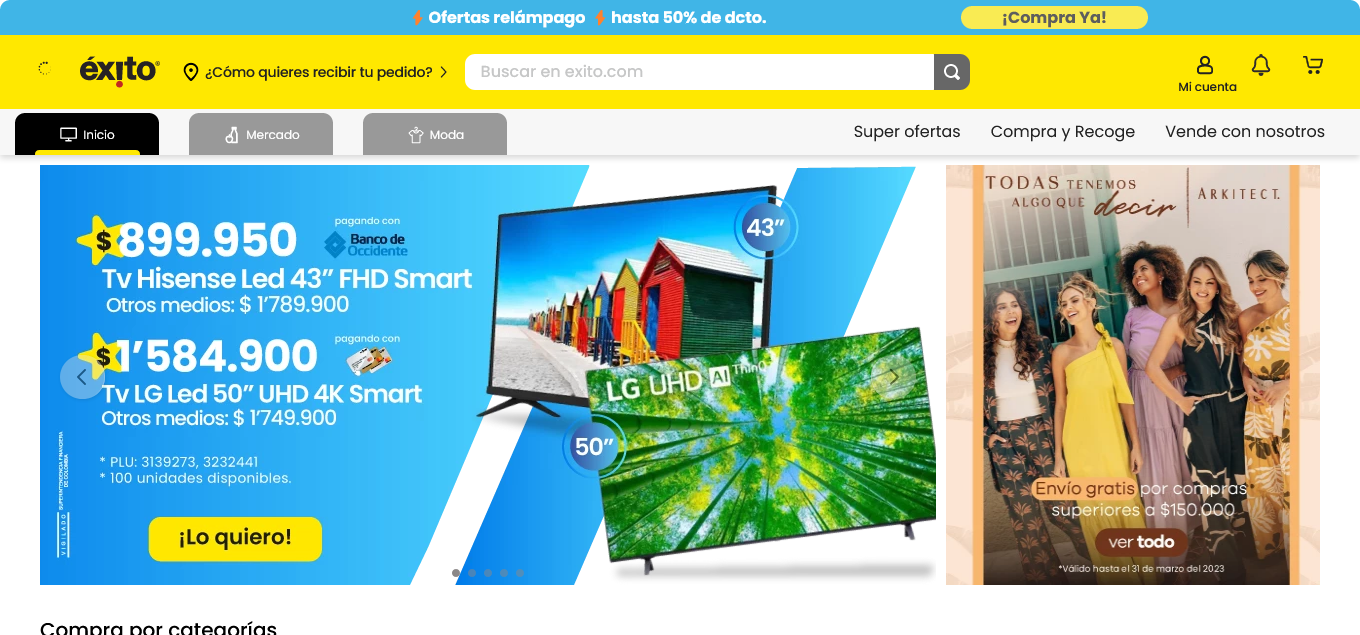 Ofertas relámpago hasta 50% de dcto.
¡Compra Ya!
éxito
¿Cómo quieres recibir tu pedido?
Buscar en exito.com
Mi cuenta
Inicio
Mercado
Moda
Super ofertas
Compra y Recoge
Vende con nosotros
$899.950
pagando con
Banco de
Occidente
Tv Hisense Led 43” FHD Smart
Otros medios: $ 1’789.900
$1’584.900
pagando con
Tv LG Led 50” UHD 4K Smart
Otros medios: $ 1’749.900
* PLU: 3139273, 3232441
* 100 unidades disponibles.
¡Lo quiero!
VIGILADO SUPERINTENDENCIA FINANCIERA
DE COLOMBIA
43”
LG UHD AI ThinQ
50”
TODAS TENEMOS
ALGO QUE decir
ARKITECT.
Envío gratis por compras
superiores a $150.000
ver todo
*Válido hasta el 31 de marzo del 2023
Compra por categorías